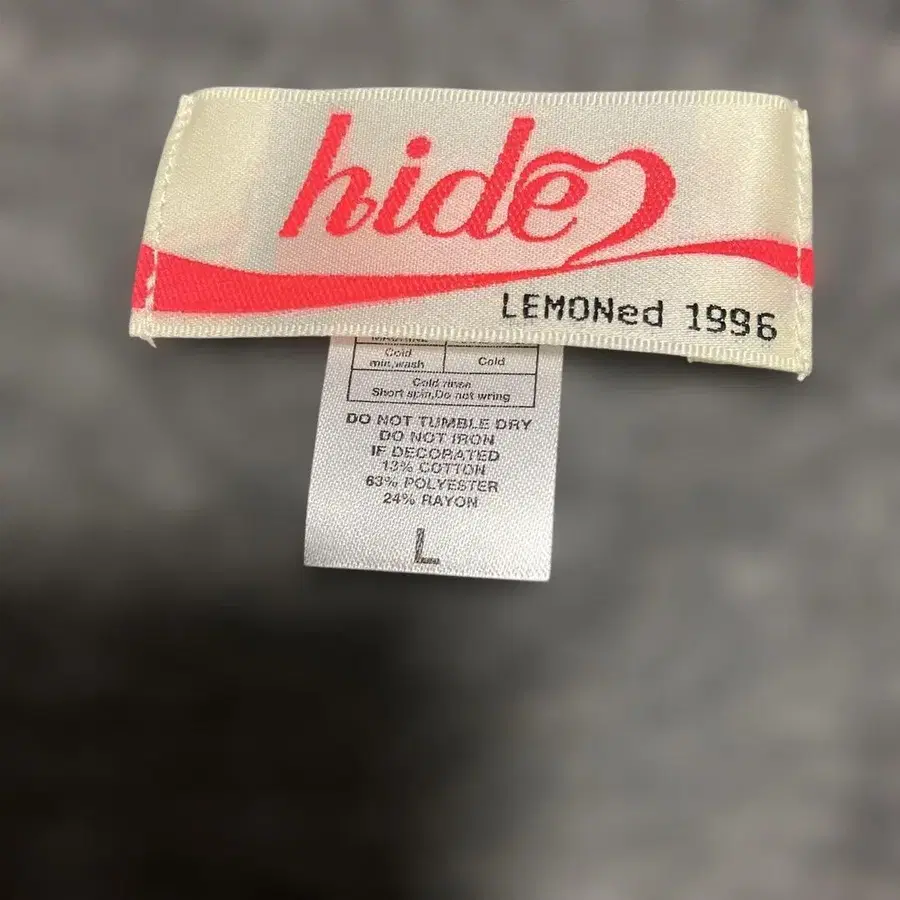 hide
LEMONed 1996
Cold
min,wash
Cold
Cold rinse
Short spin,Do not wring
DO NOT TUMBLE DRY
DO NOT IRON
IF DECORATED
13% COTTON
63% POLYESTER
24% RAYON
L